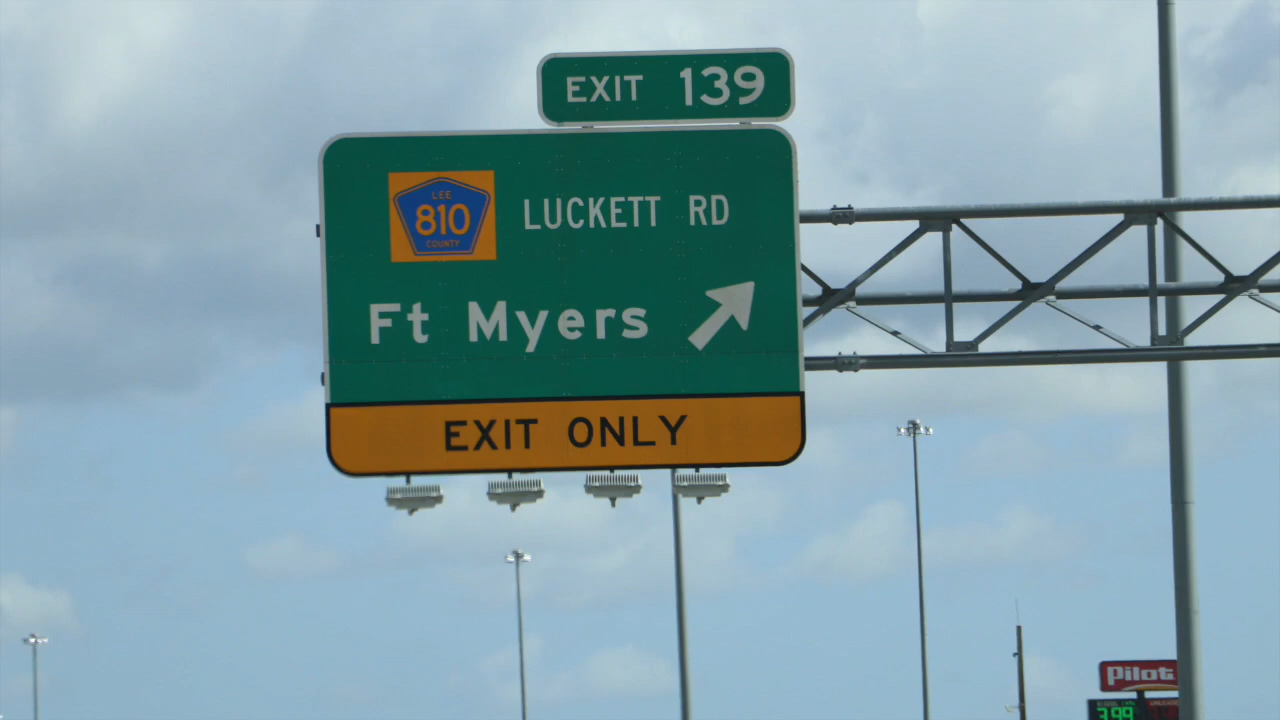 EXIT 139
LEE
810
COUNTY
LUCKETT RD
Ft Myers
EXIT ONLY
Pilot
3.99